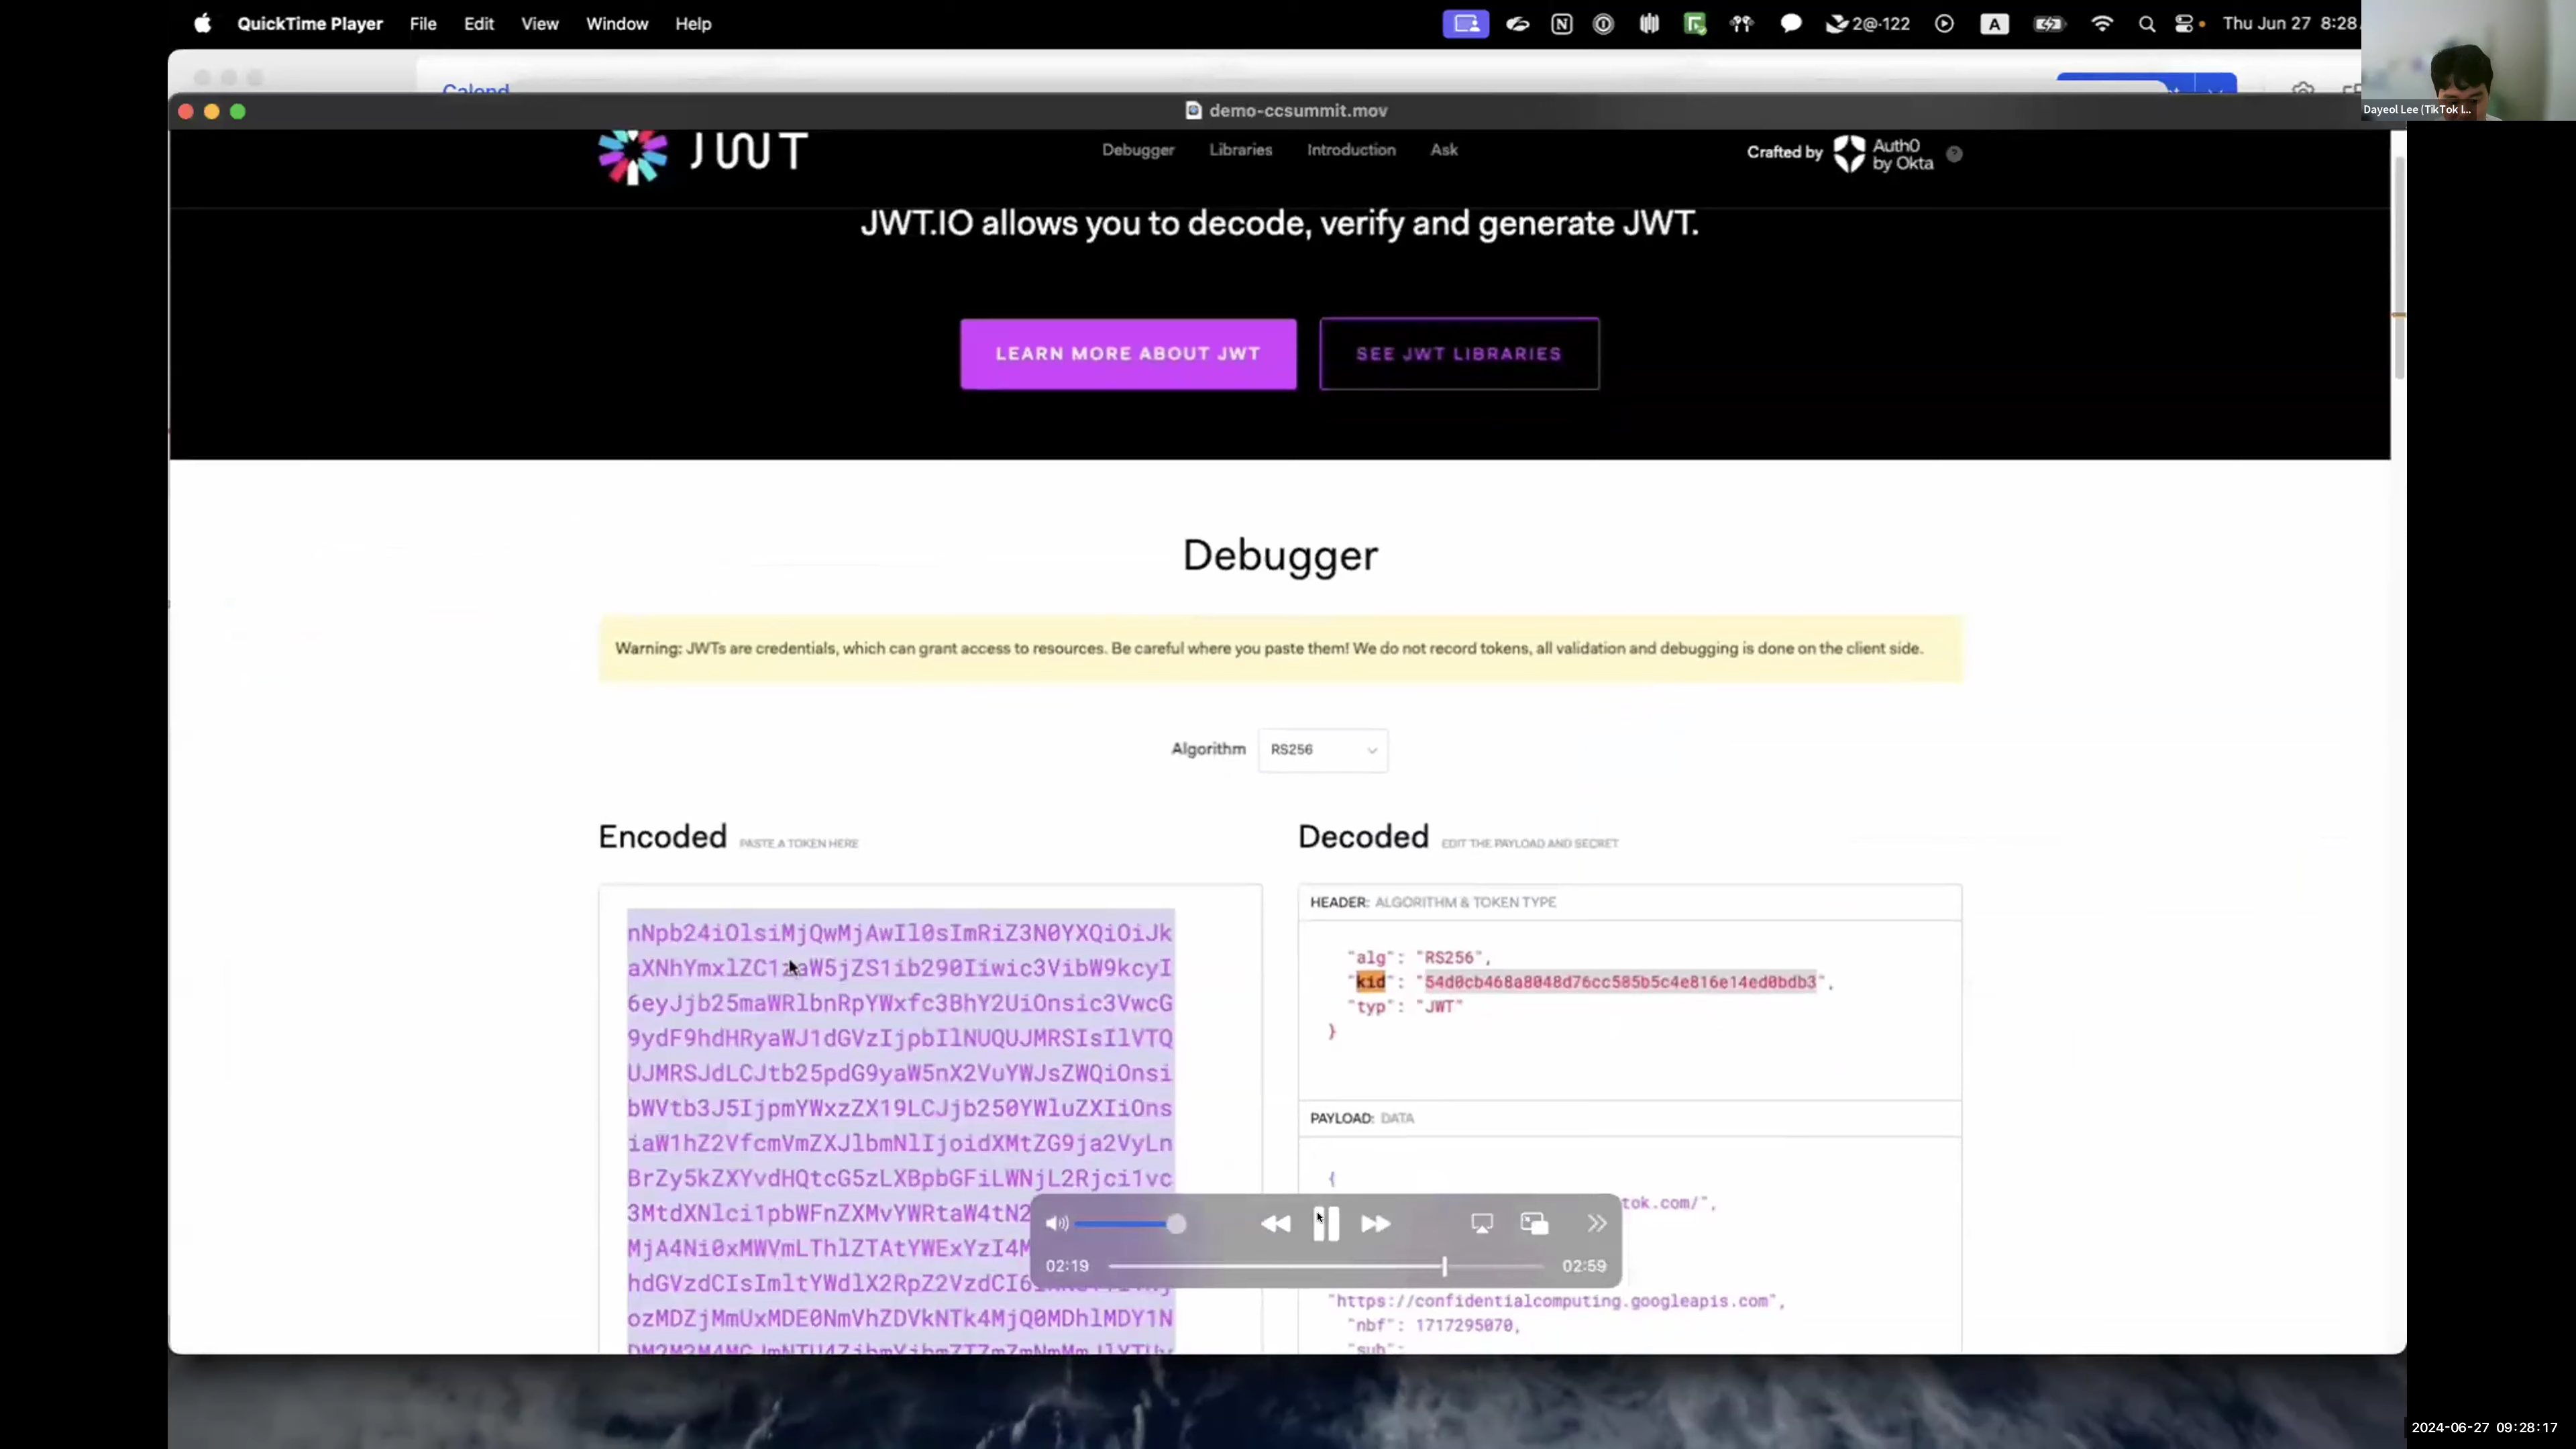 QuickTime Player File Edit View Window Help
2@·122 A Thu Jun 27 8:28
Dayeol Lee (TikTok I...
demo-ccsummit.mov
JWT Debugger Libraries Introduction Ask Crafted by Auth0 by Okta
JWT.IO allows you to decode, verify and generate JWT.
LEARN MORE ABOUT JWT SEE JWT LIBRARIES
Debugger
Warning: JWTs are credentials, which can grant access to resources. Be careful where you paste them! We do not record tokens, all validation and debugging is done on the client side.
Algorithm RS256
Encoded PASTE A TOKEN HERE
nNpb24iOlsiMjQwMjAwIl0sImRiZ3N0YXQiOiJk
6eyJjb25maWRlbnRpYWxfc3BhY2UiOnsic3VwcG
9ydF9hdHRyaWJ1dGVzIjpbIlNUQUJMRSIsIlVTQ
UJMRSJdLCJtb25pdG9yaW5nX2VuYWJsZWQiOnsi
bWVtb3J5IjpmYWxzZX19LCJjb250YWluZXIiOns
iaW1hZ2VfcmVmZXJlbmNlIjoidXMtZG9ja2VyLn
BrZy5kZXYvdHQtcG5zLXBpbGFiLWNjL2Rjci1vc
3MtdXNlci1pbWFnZXMvYWRtaW4tN2
MjA4Ni0xMWVmLThlZTAtYWExYzI4M
hdGVzdCIsImltYWdlX2RpZ2VzdCI6
ozMDZjMmUxMDE0NmVhZDVkNTk4MjQ0MDhlMDY1N
Decoded EDIT THE PAYLOAD AND SECRET
HEADER: ALGORITHM & TOKEN TYPE
"alg": "RS256",
"kid": "54d0cb468a8048d76cc585b5c4e816e14ed0bdb3",
"typ": "JWT"
}
PAYLOAD: DATA
{
tok.com/",
"https://confidentialcomputing.googleapis.com",
"nbf": 1717295070,
"sub":
02:19 02:59
2024-06-27 09:28:17